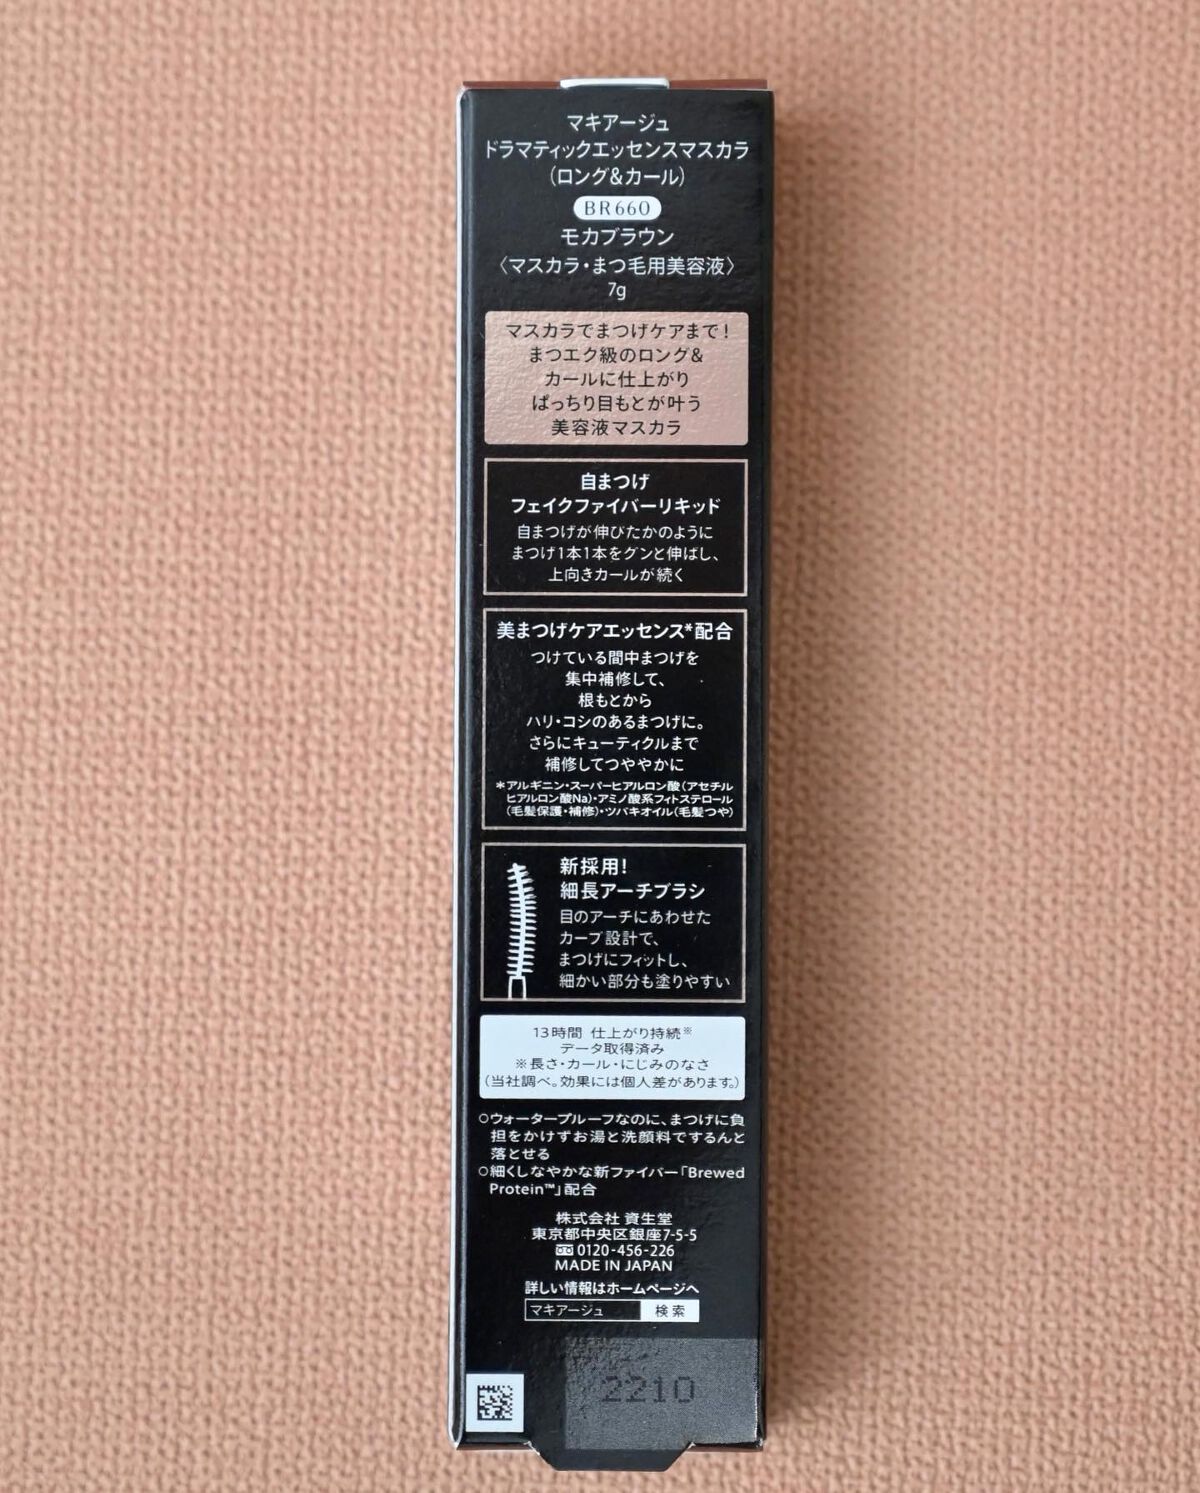 マキアージュ
ドラマティックエッセンスマスカラ
(ロング&カール)
BR660
モカブラウン
〈マスカラ・まつ毛用美容液〉
7g
マスカラでまつげケアまで!
まつエク級のロング&
カールに仕上がり
ぱっちり目もとが叶う
美容液マスカラ
自まつげ
フェイクファイバーリキッド
自まつげが伸びたかのように
まつげ1本1本をグンと伸ばし、
上向きカールが続く
美まつげケアエッセンス*配合
つけている間中まつげを
集中補修して、
根もとから
ハリ・コシのあるまつげに。
さらにキューティクルまで
補修してつややかに
*アルギニン・スーパーヒアルロン酸(アセチル
ヒアルロン酸Na)・アミノ酸系フィトステロール
(毛髪保護・補修)・ツバキオイル(毛髪つや)
新採用!
細長アーチブラシ
目のアーチにあわせた
カーブ設計で、
まつげにフィットし、
細かい部分も塗りやすい
13時間 仕上がり持続※
データ取得済み
※長さ・カール・にじみのなさ
(当社調べ。効果には個人差があります。)
○ウォータープルーフなのに、まつげに負
担をかけずお湯と洗顔料でするんと
落とせる
○細くしなやかな新ファイバー「Brewed
Protein™」配合
株式会社 資生堂
東京都中央区銀座7-5-5
0120-456-226
MADE IN JAPAN
詳しい情報はホームページへ
マキアージュ 検索
2210